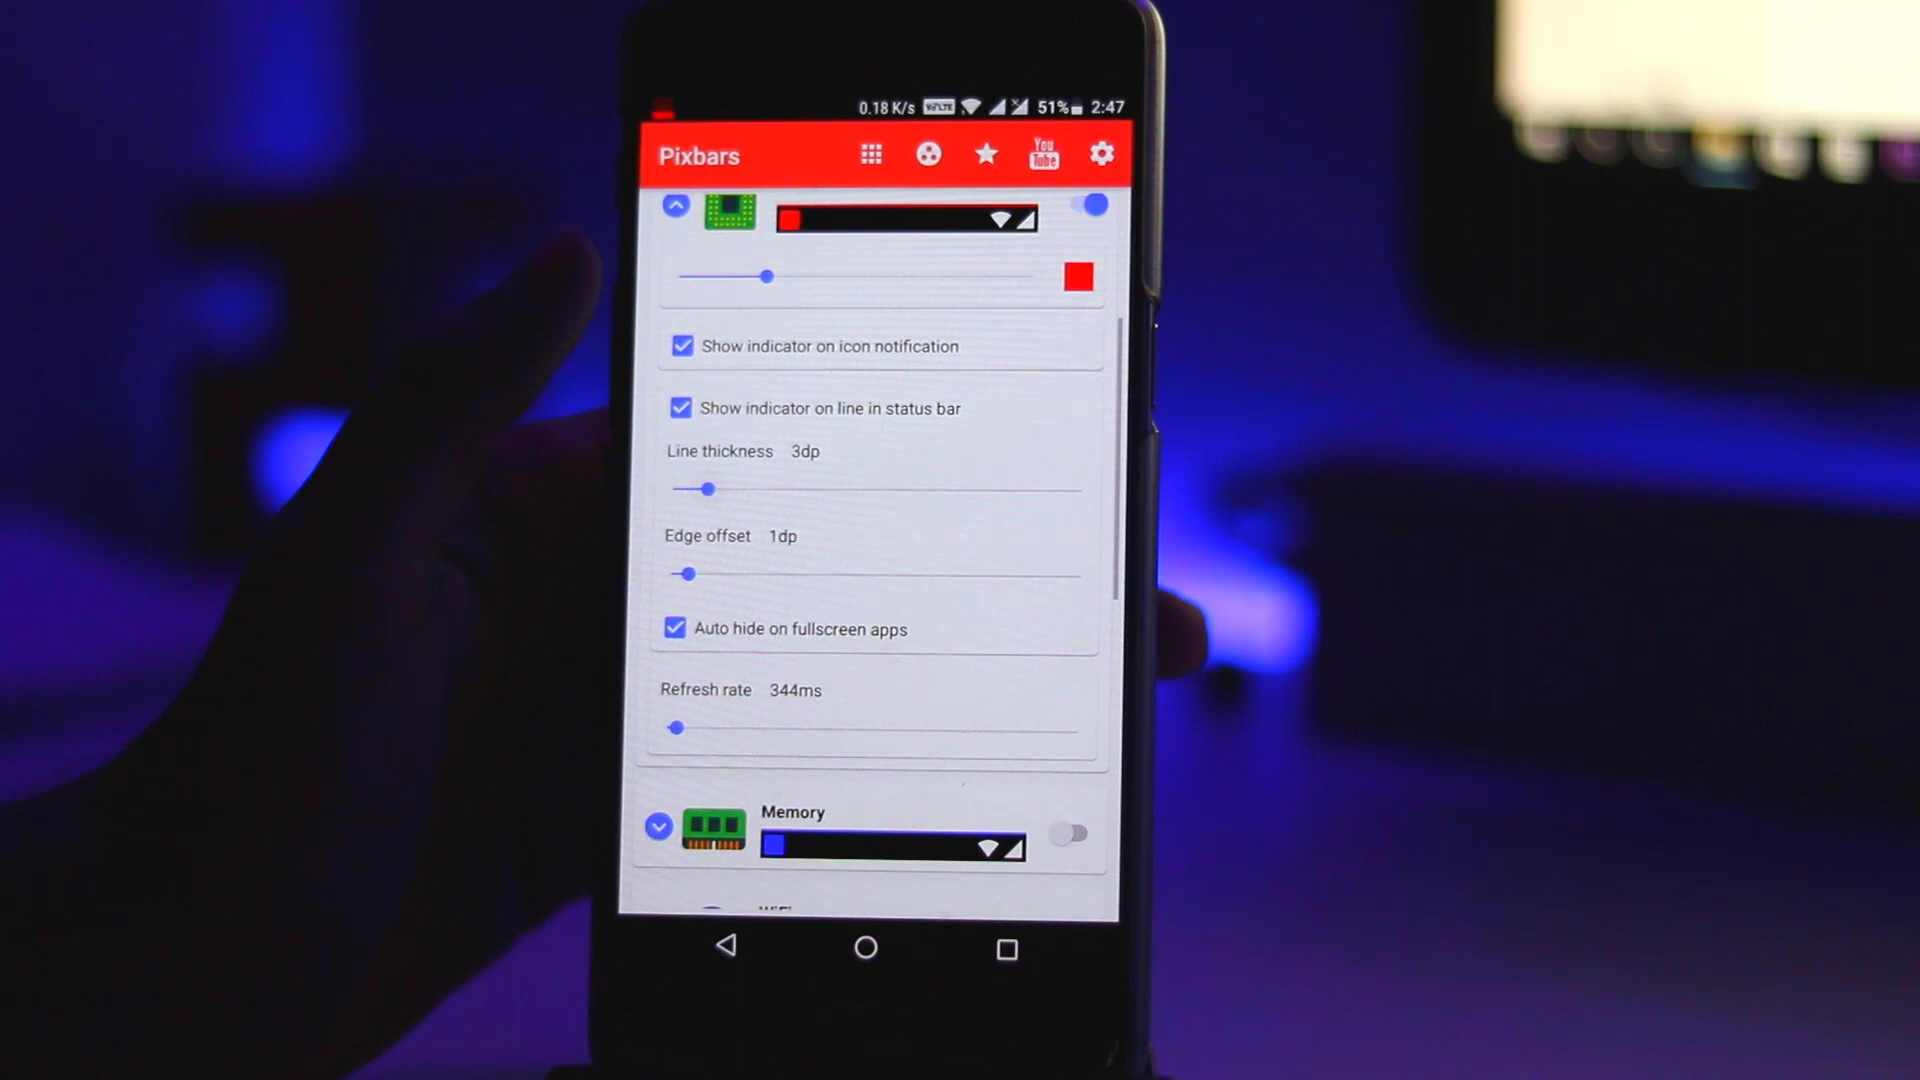 0.18 K/s VoLTE 51% 2:47
Pixbars
You
Tube
Show indicator on icon notification
Show indicator on line in status bar
Line thickness 3dp
Edge offset 1dp
Auto hide on fullscreen apps
Refresh rate 344ms
Memory